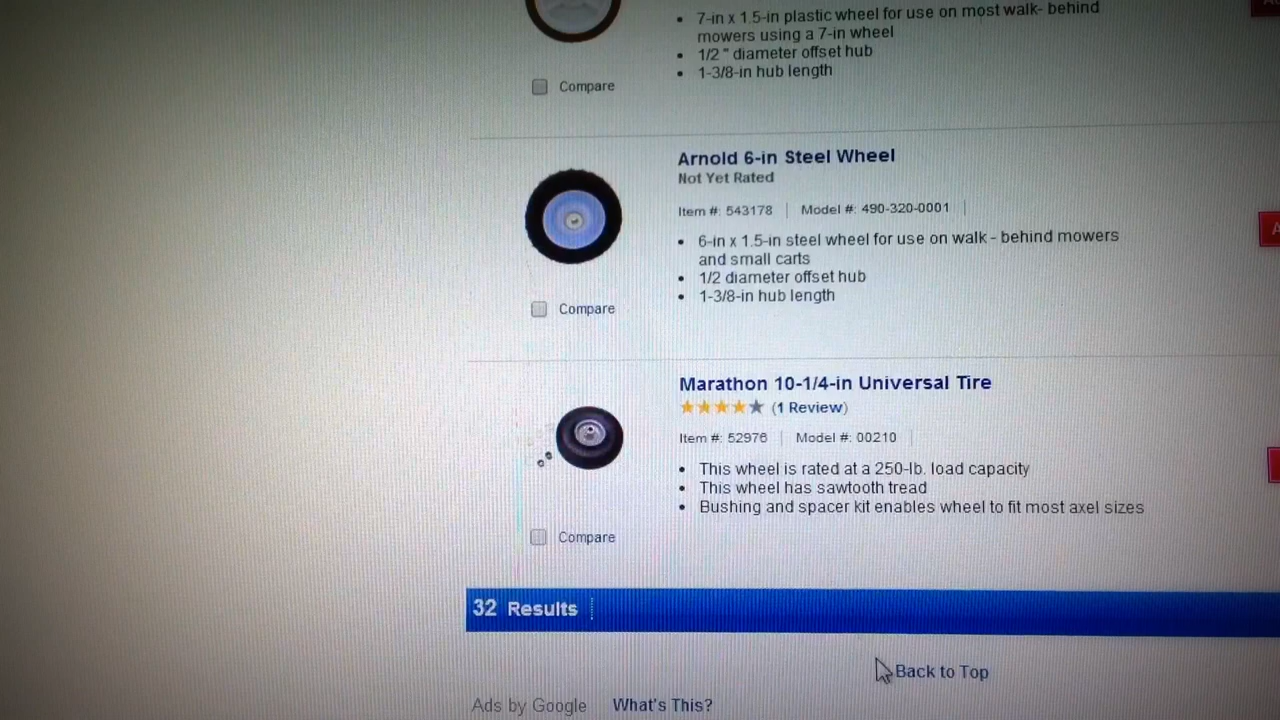 7-in x 1.5-in plastic wheel for use on most walk- behind
mowers using a 7-in wheel
1/2 " diameter offset hub
1-3/8-in hub length
Compare
Arnold 6-in Steel Wheel
Not Yet Rated
Item #: 543178 | Model #: 490-320-0001 |
6-in x 1.5-in steel wheel for use on walk - behind mowers
and small carts
1/2 diameter offset hub
1-3/8-in hub length
Compare
Marathon 10-1/4-in Universal Tire
(1 Review)
Item #: 52976 | Model #: 00210 |
This wheel is rated at a 250-lb. load capacity
This wheel has sawtooth tread
Bushing and spacer kit enables wheel to fit most axel sizes
Compare
32 Results
Back to Top
Ads by Google What's This?